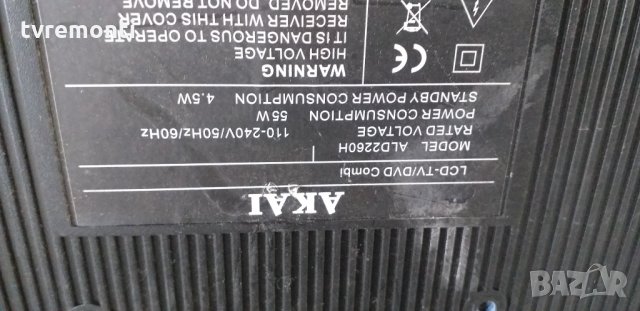 AKAI
LCD-TV/DVD Combi
MODEL ALD2260H
RATED VOLTAGE 110-240V/50Hz/60Hz
POWER CONSUMPTION 55W
STANDBY POWER CONSUMPTION 4.5W
WARNING
HIGH VOLTAGE
IT IS DANGEROUS TO OPERATE
RECEIVER WITH THIS COVER
REMOVED DO NOT REMOVE
CE
tvremonti
BAZAR